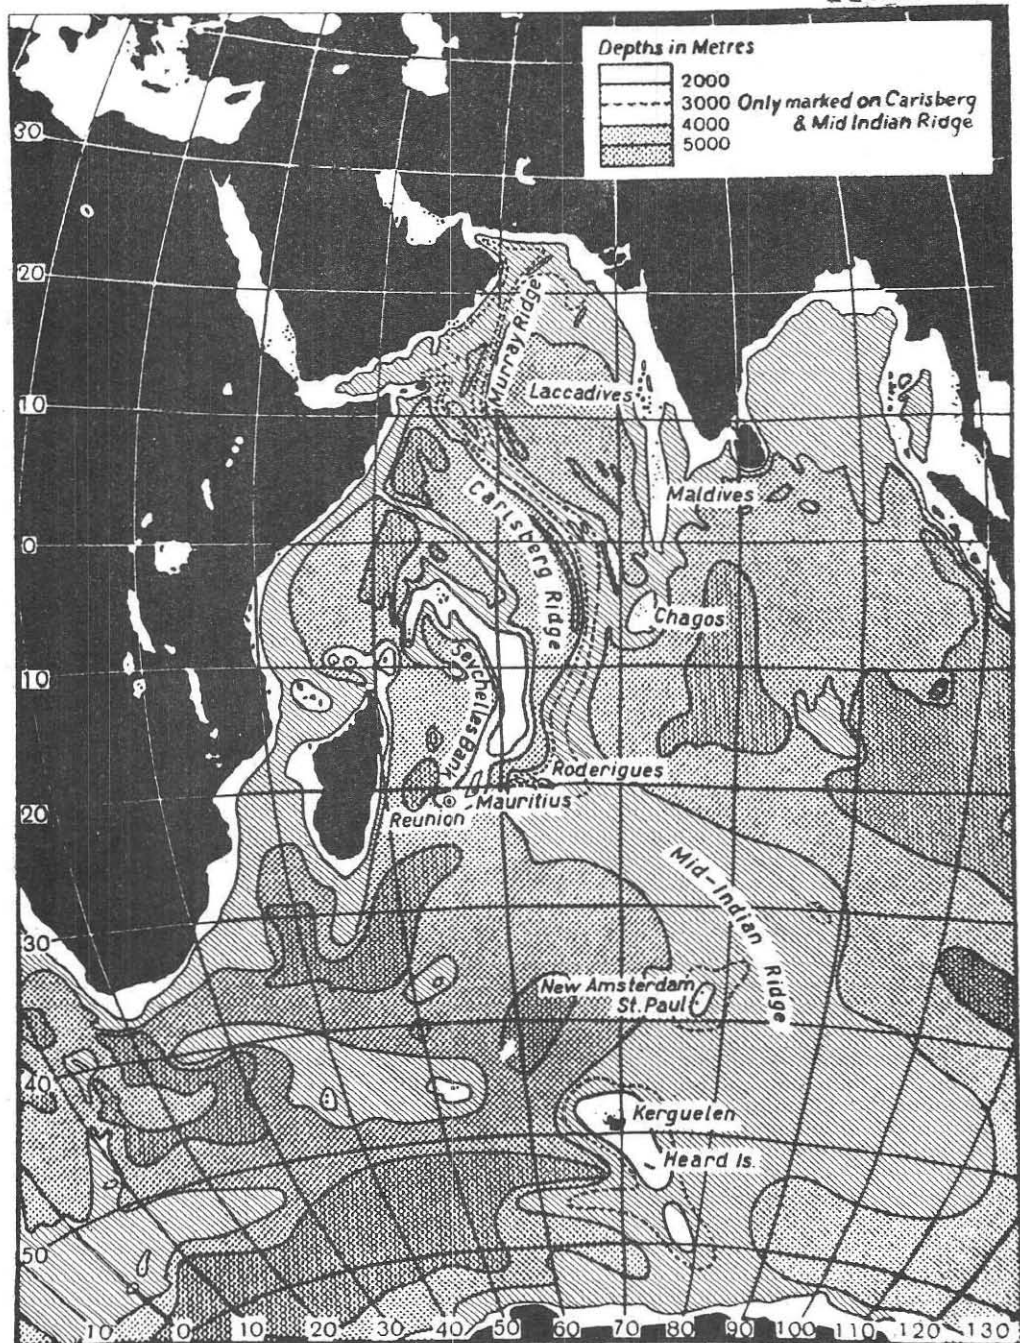 Depths in Metres
2000
3000 Only marked on Carisberg
4000 & Mid Indian Ridge
5000
30
20
Murray Ridge
Laccadives
10
Maldives
Carlsberg Ridge
0
Chagos
Seychelles Bank
10
Roderigues
Mauritius
Reunion
20
Mid-Indian Ridge
30
New Amsterdam
St. Paul
40
Kerguelen
Heard Is.
50
10 0 10 20 30 40 50 60 70 80 90 100 110 120 130